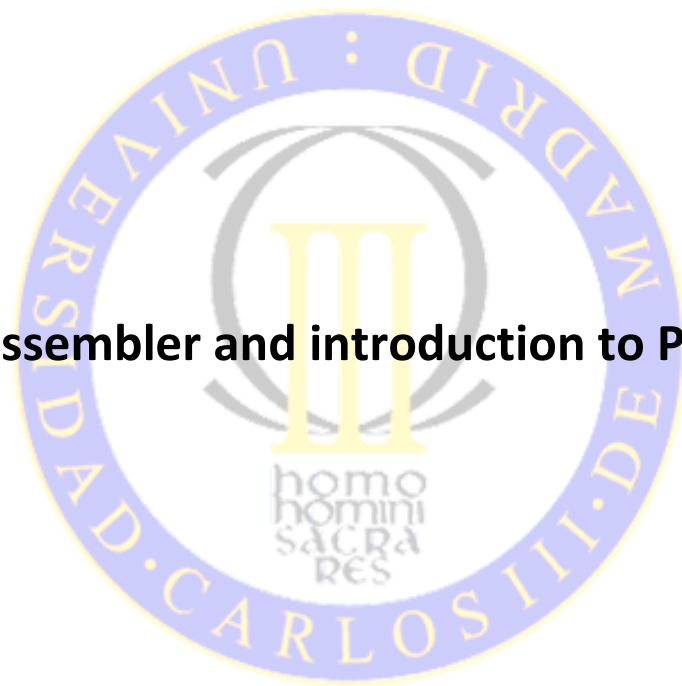 UNIVERSIDAD · CARLOS III · DE MADRID :
ssembler and introduction to P
homo
homini
SACRA
RES